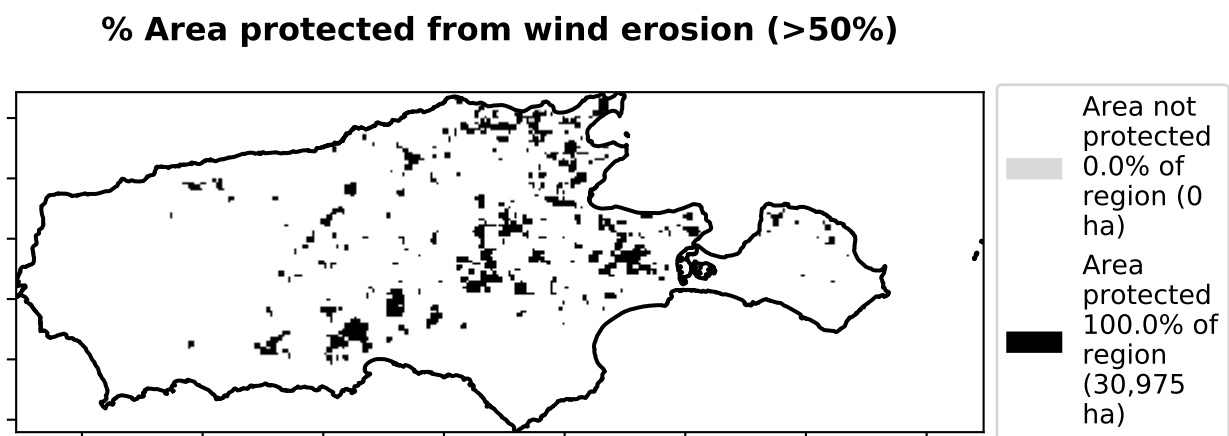 % Area protected from wind erosion (>50%)
Area not
protected
0.0% of
region (0
ha)
Area
protected
100.0% of
region
(30,975
ha)